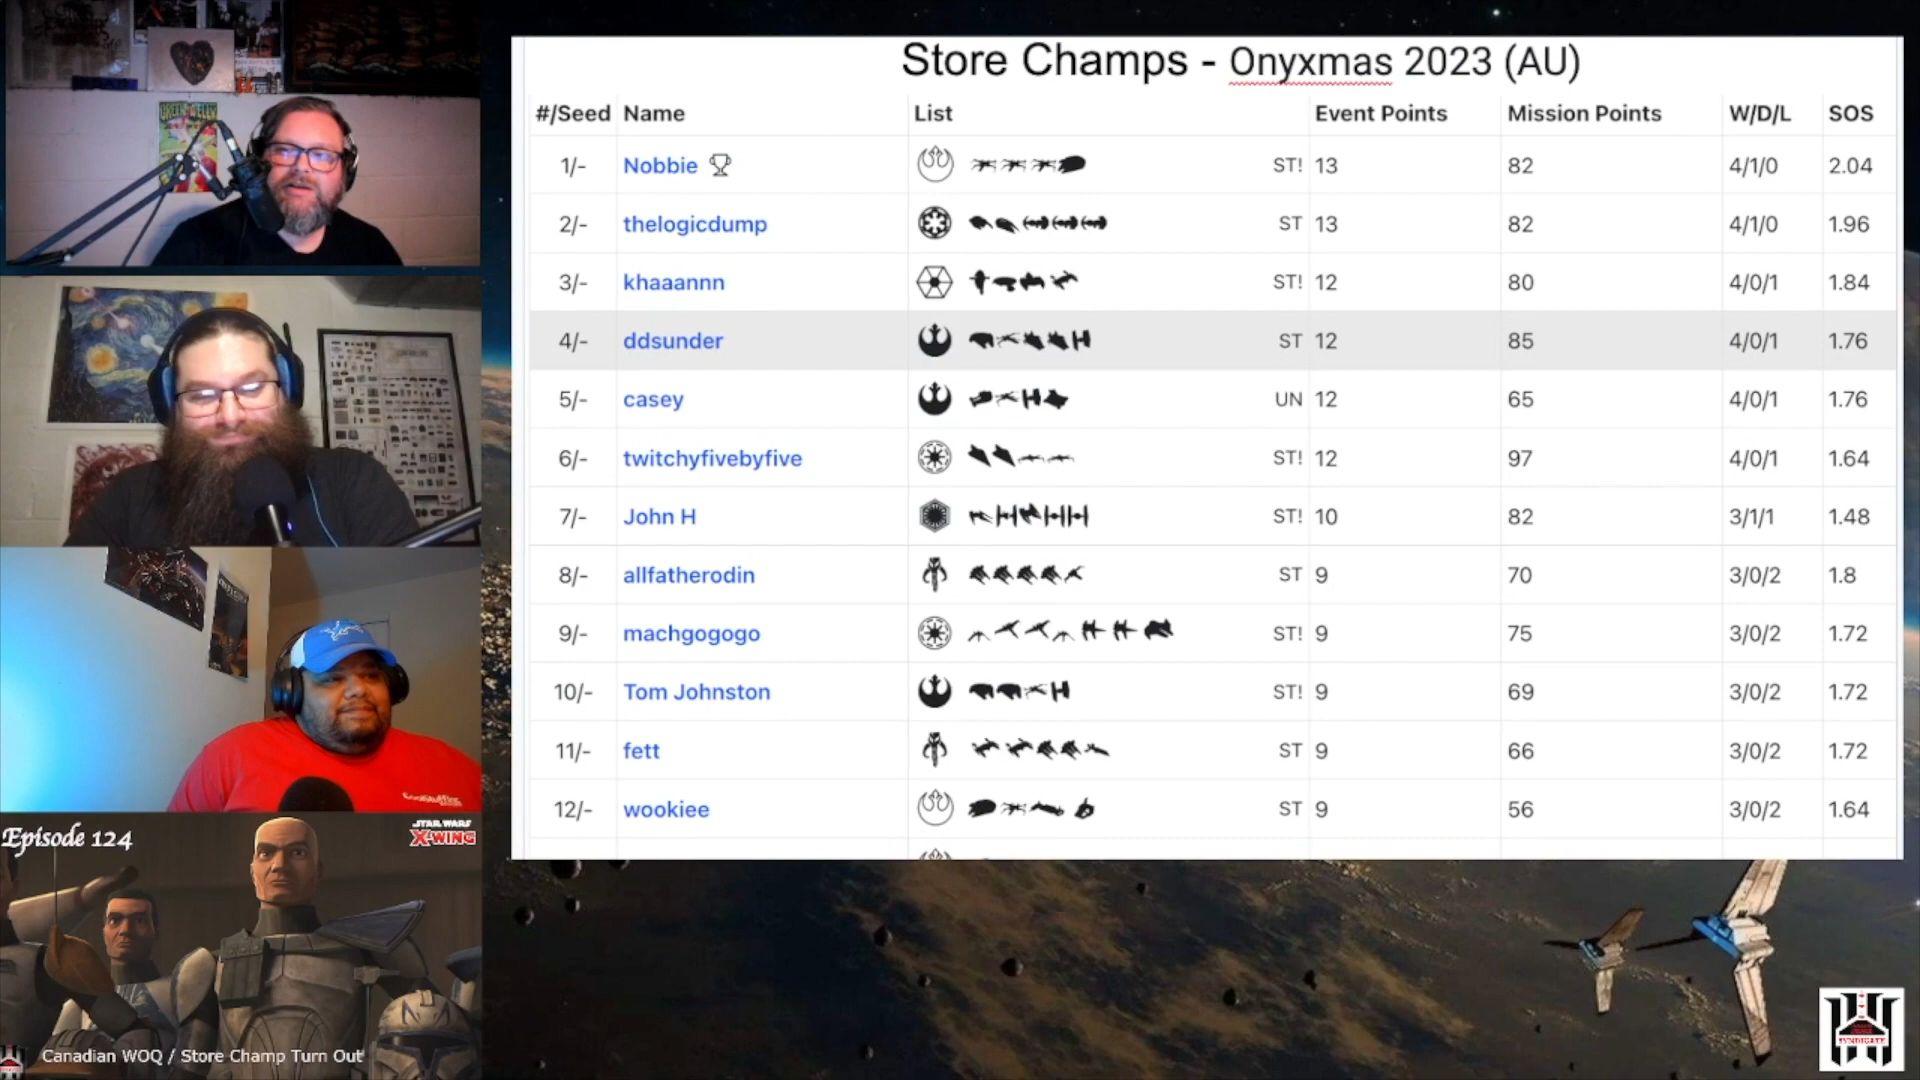 Store Champs - Onyxmas 2023 (AU)
#/Seed Name List Event Points Mission Points W/D/L SOS
1/- Nobbie ST! 13 82 4/1/0 2.04
2/- thelogicdump ST 13 82 4/1/0 1.96
3/- khaaannn ST! 12 80 4/0/1 1.84
4/- ddsunder ST 12 85 4/0/1 1.76
5/- casey UN 12 65 4/0/1 1.76
6/- twitchyfivebyfive ST! 12 97 4/0/1 1.64
7/- John H ST! 10 82 3/1/1 1.48
8/- allfatherodin ST 9 70 3/0/2 1.8
9/- machgogogo ST! 9 75 3/0/2 1.72
10/- Tom Johnston ST! 9 69 3/0/2 1.72
11/- fett ST 9 66 3/0/2 1.72
12/- wookiee ST 9 56 3/0/2 1.64
Episode 124
STAR WARS
X-WING
Canadian WOQ / Store Champ Turn Out
SYNDICATE